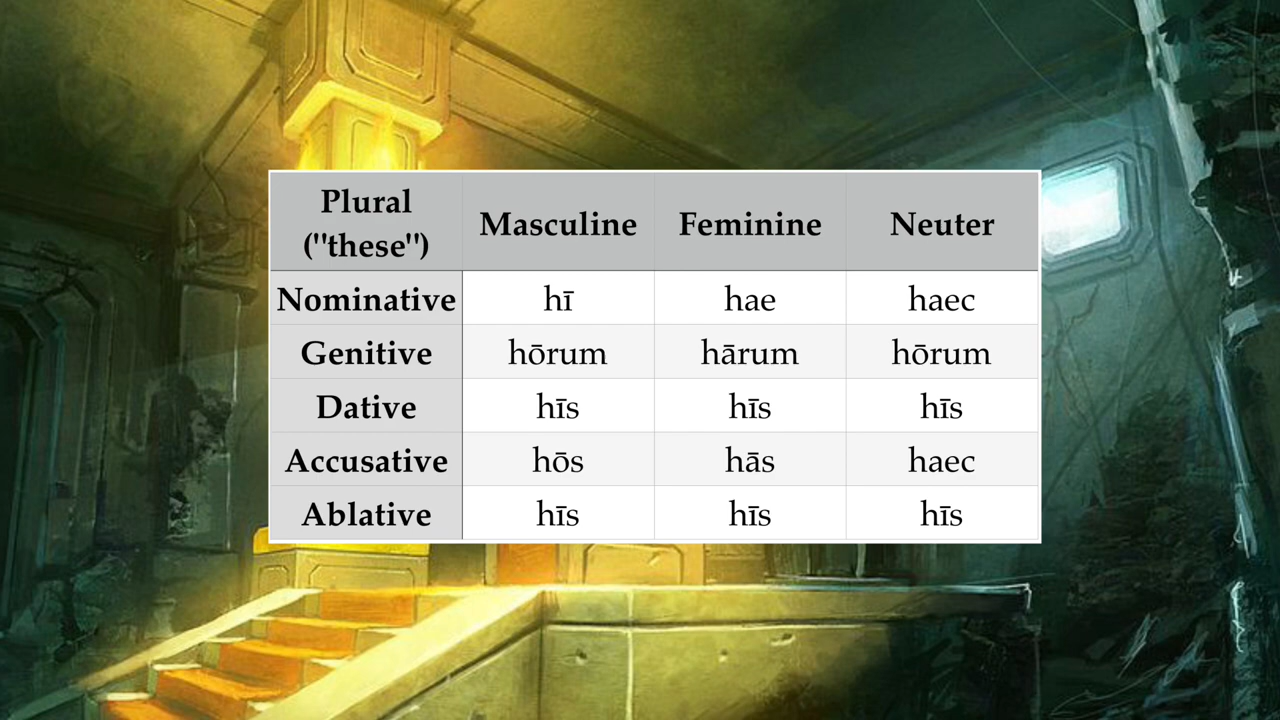 Plural Masculine Feminine Neuter
("these")
Nominative hī hae haec
Genitive hōrum hārum hōrum
Dative hīs hīs hīs
Accusative hōs hās haec
Ablative hīs hīs hīs